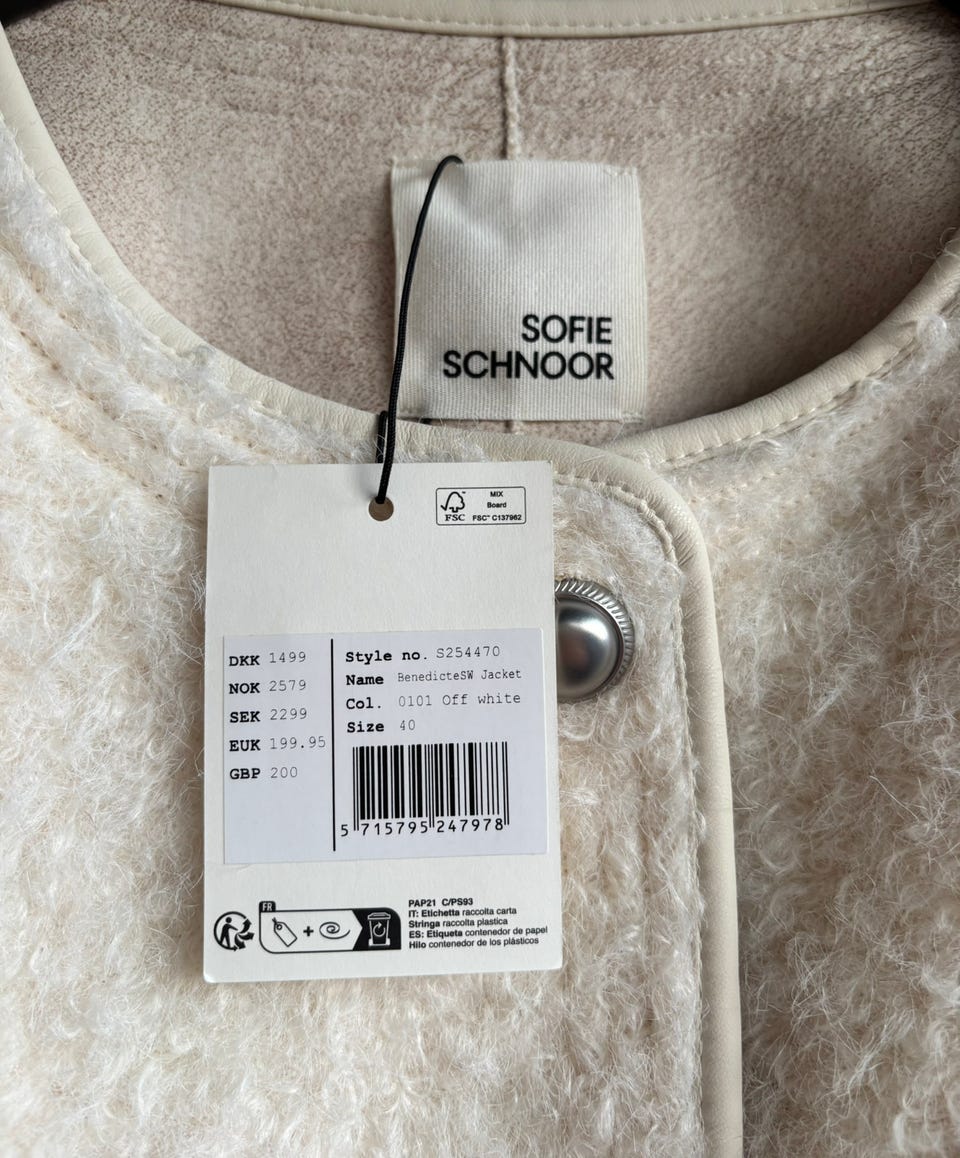 SOFIE
SCHNOOR
MIX
Board
FSC™ C137962
FSC
DKK 1499
NOK 2579
SEK 2299
EUK 199.95
GBP 200
Style no. S254470
Name BenedicteSW Jacket
Col. 0101 Off white
Size 40
5 715795 247978
FR
PAP21 C/PS93
IT: Etichetta raccolta carta
Stringa raccolta plastica
ES: Etiqueta contenedor de papel
Hilo contenedor de los plásticos